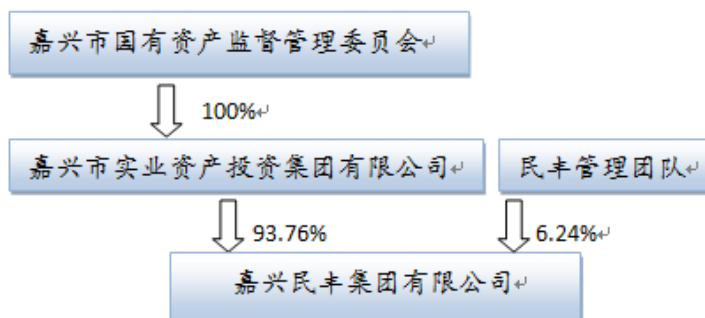 嘉兴市国有资产监督管理委员会
100%
嘉兴市实业资产投资集团有限公司
民丰管理团队
93.76%
6.24%
嘉兴民丰集团有限公司